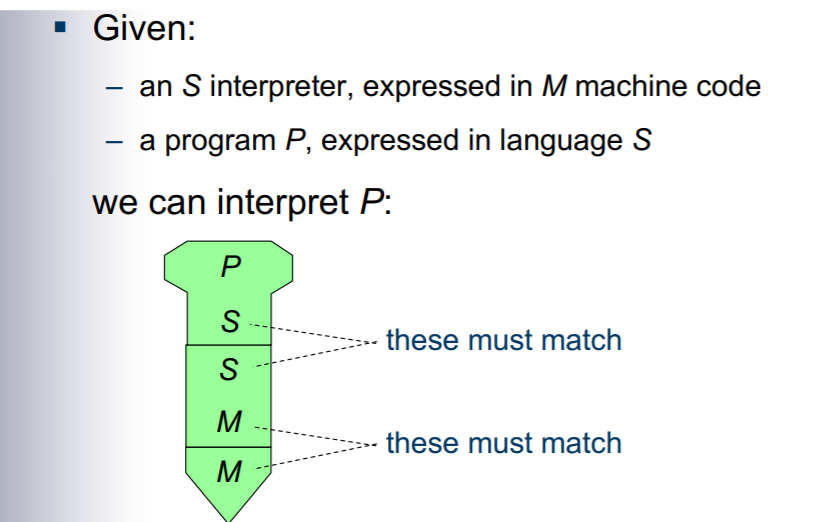 ▪ Given:
– an S interpreter, expressed in M machine code
– a program P, expressed in language S
we can interpret P:
P
S
these must match
S
M
these must match
M